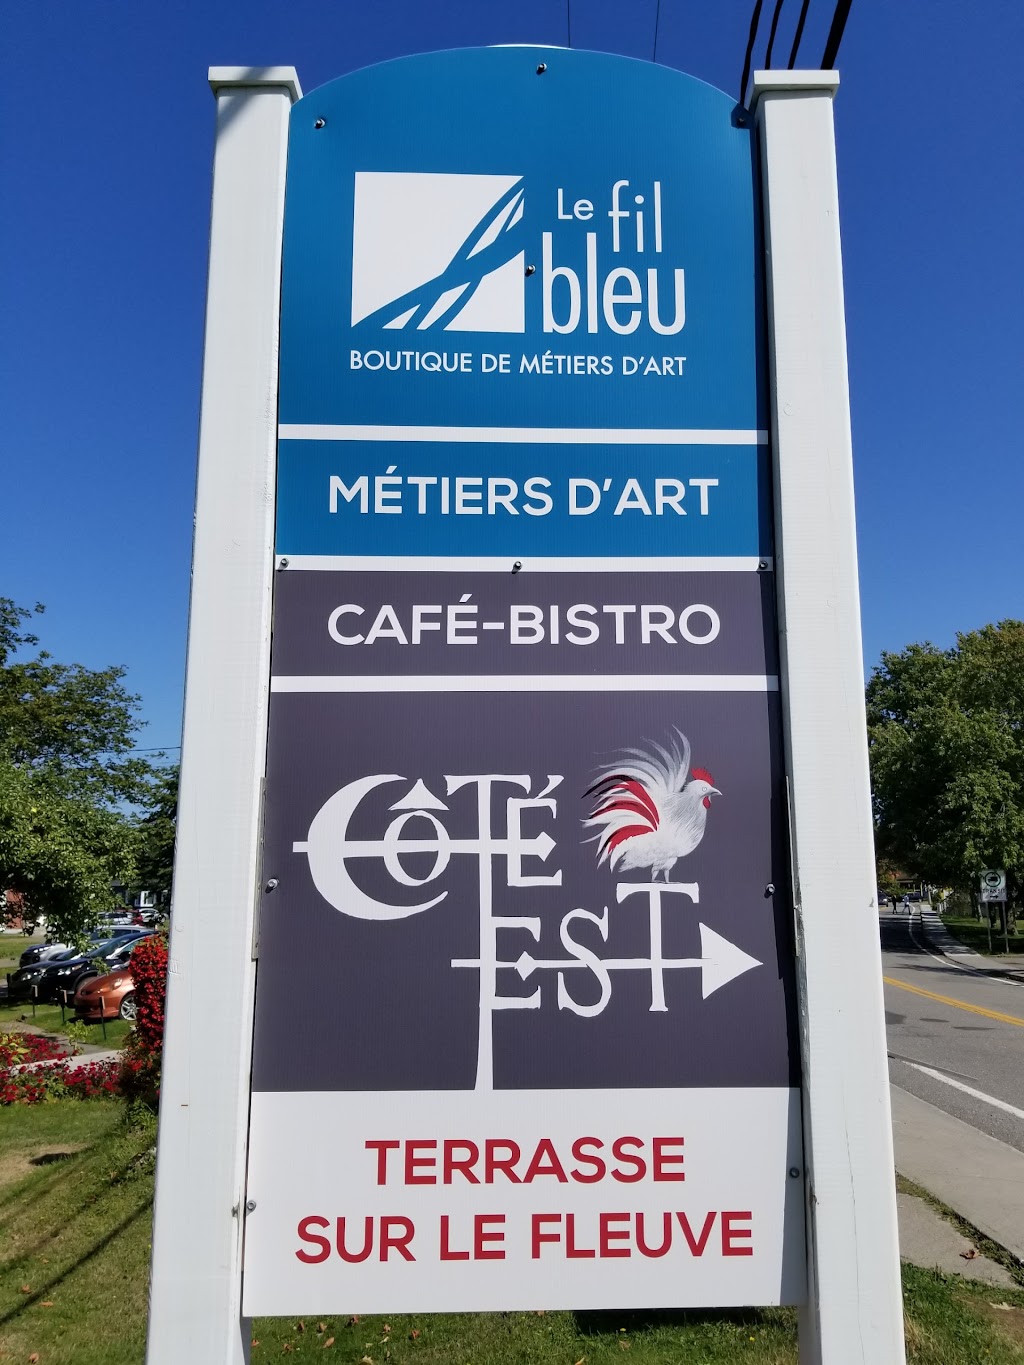 Le fil
bleu
BOUTIQUE DE MÉTIERS D'ART
MÉTIERS D'ART
CAFÉ-BISTRO
CÔTÉ
EST
TERRASSE
SUR LE FLEUVE